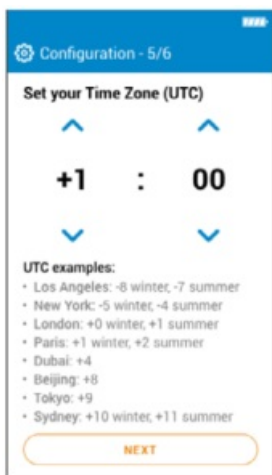 Configuration - 5/6
Set your Time Zone (UTC)
+1 : 00
UTC examples:
• Los Angeles: -8 winter, -7 summer
• New York: -5 winter, -4 summer
• London: +0 winter, +1 summer
• Paris: +1 winter, +2 summer
• Dubai: +4
• Beijing: +8
• Tokyo: +9
• Sydney: +10 winter, +11 summer
NEXT